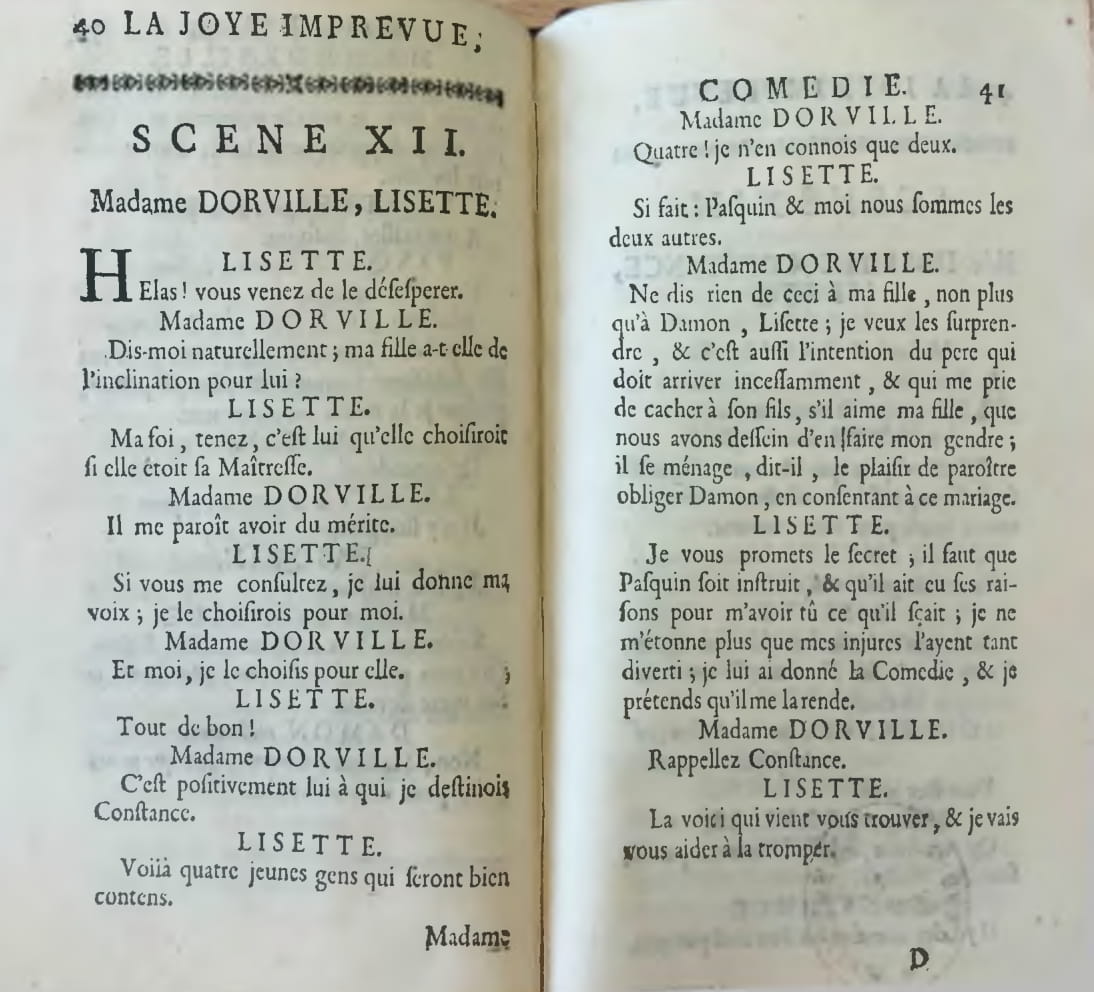 40 LA JOYE IMPREVUE,
SCENE XII.
Madame DORVILLE, LISETTE.
LISETTE.
HElas! vous venez de le désesperer.
Madame DORVILLE.
Dis-moi naturellement ; ma fille a-t-elle de
l'inclination pour lui ?
LISETTE.
Ma foi, tenez, c'est lui qu'elle choisiroit
si elle étoit sa Maîtresse.
Madame DORVILLE.
Il me paroît avoir du mérite.
LISETTE.
Si vous me consultez, je lui donne ma
voix ; je le choisirois pour moi.
Madame DORVILLE.
Et moi, je le choisis pour elle.
LISETTE.
Tout de bon !
Madame DORVILLE.
C'est positivement lui à qui je destinois
Constance.
LISETTE.
Voilà quatre jeunes gens qui seront bien
contens.
Madame
COMEDIE. 41
Madame DORVILLE.
Quatre ! je n'en connois que deux.
LISETTE.
Si fait : Pasquin & moi nous sommes les
deux autres.
Madame DORVILLE.
Ne dis rien de ceci à ma fille, non plus
qu'à Damon, Lisette ; je veux les surpren-
dre, & c'est aussi l'intention du pere qui
doit arriver incessamment, & qui me prie
de cacher à son fils, s'il aime ma fille, que
nous avons dessein d'en faire mon gendre ;
il se ménage, dit-il, le plaisir de paroître
obliger Damon, en consentant à ce mariage.
LISETTE.
Je vous promets le secret ; il faut que
Pasquin soit instruit, & qu'il ait eu ses rai-
sons pour m'avoir tû ce qu'il sçait ; je ne
m'étonne plus que mes injures l'ayent tant
diverti ; je lui ai donné la Comedie, & je
prétends qu'il me la rende.
Madame DORVILLE.
Rappellez Constance.
LISETTE.
La voici qui vient vous trouver, & je vais
vous aider à la tromper.
D